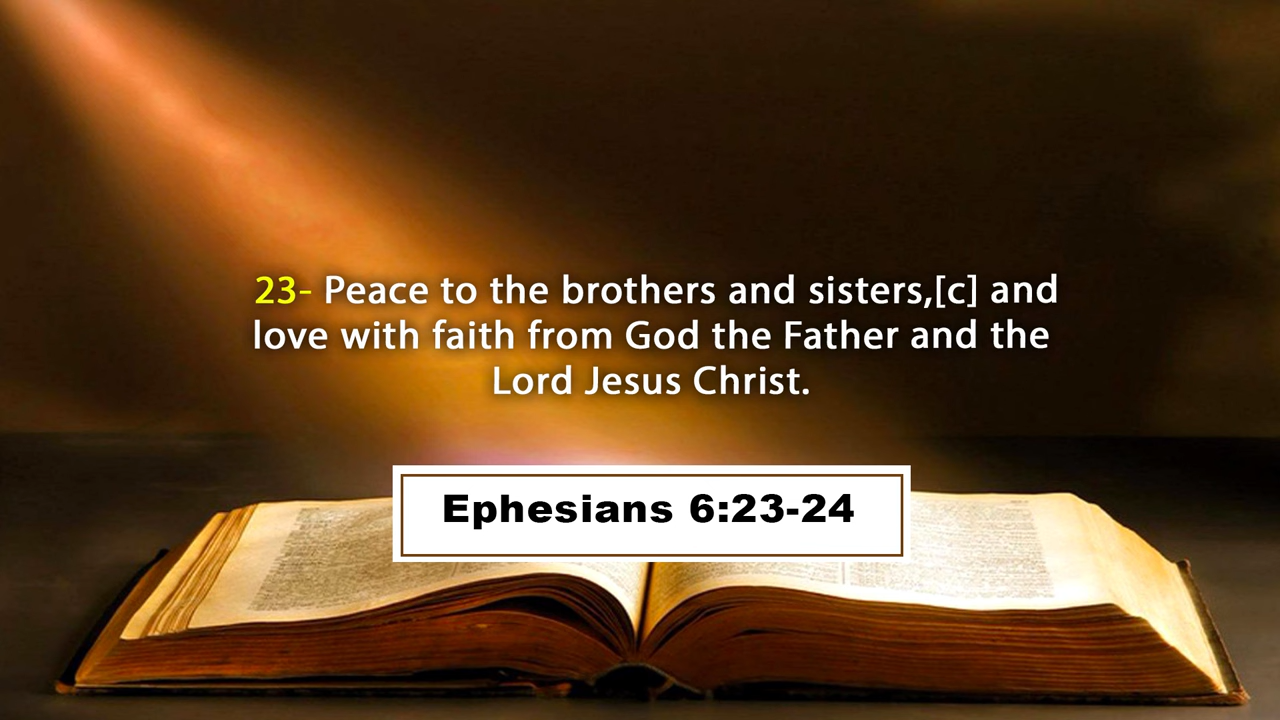 23- Peace to the brothers and sisters,[c] and
love with faith from God the Father and the
Lord Jesus Christ.
Ephesians 6:23-24